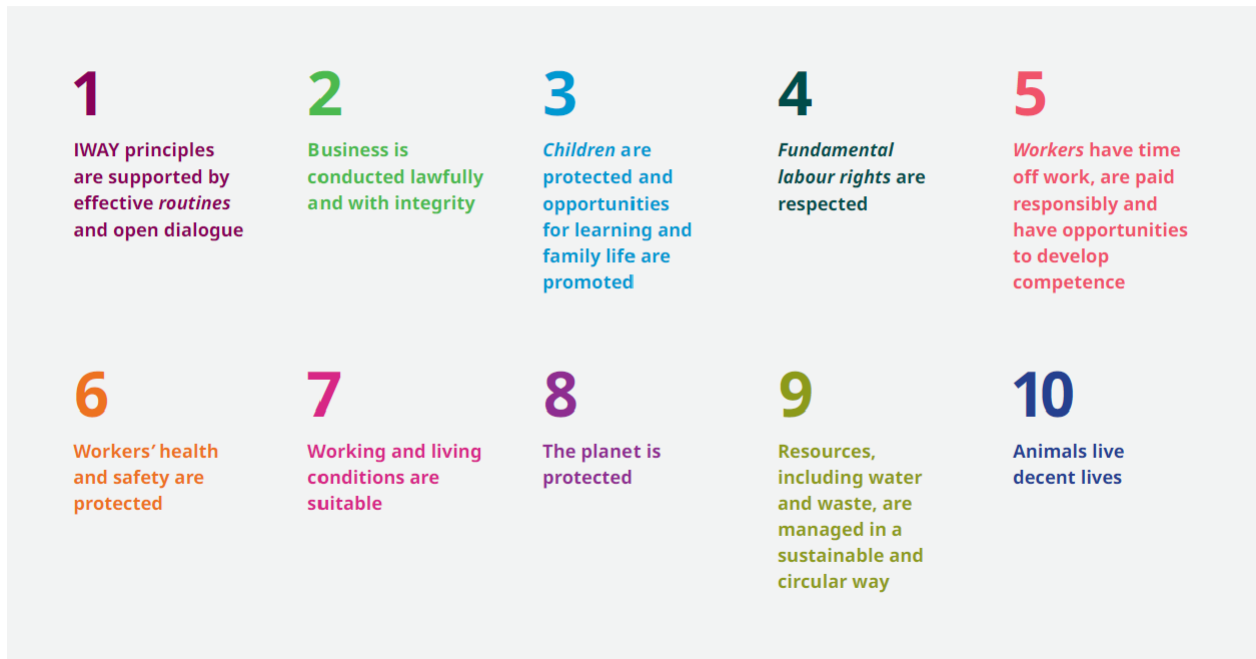 1
IWAY principles
are supported by
effective routines
and open dialogue
2
Business is
conducted lawfully
and with integrity
3
Children are
protected and
opportunities
for learning and
family life are
promoted
4
Fundamental
labour rights are
respected
5
Workers have time
off work, are paid
responsibly and
have opportunities
to develop
competence
6
Workers’ health
and safety are
protected
7
Working and living
conditions are
suitable
8
The planet is
protected
9
Resources,
including water
and waste, are
managed in a
sustainable and
circular way
10
Animals live
decent lives